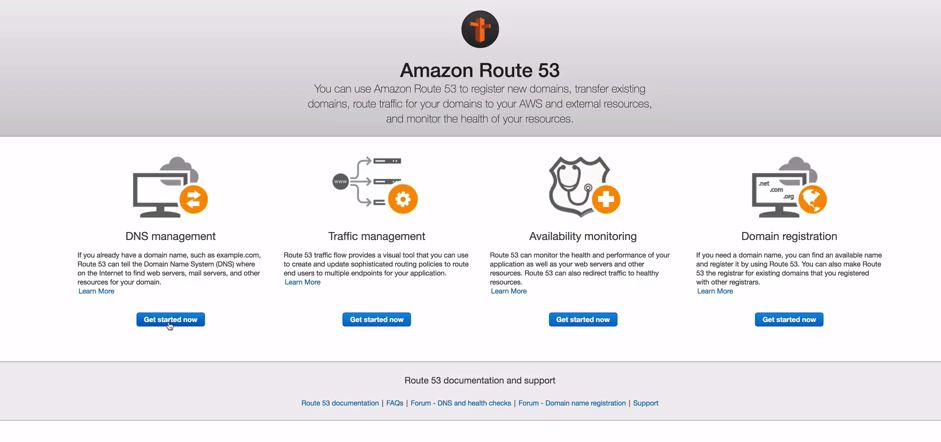 Amazon Route 53
You can use Amazon Route 53 to register new domains, transfer existing
domains, route traffic for your domains to your AWS and external resources,
and monitor the health of your resources.
www
.net
.com
.org
DNS management
If you already have a domain name, such as example.com,
Route 53 can tell the Domain Name System (DNS) where
on the Internet to find web servers, mail servers, and other
resources for your domain.
Learn More
Get started now
Traffic management
Route 53 traffic flow provides a visual tool that you can use
to create and update sophisticated routing policies to route
end users to multiple endpoints for your application.
Learn More
Get started now
Availability monitoring
Route 53 can monitor the health and performance of your
application as well as your web servers and other
resources. Route 53 can also redirect traffic to healthy
resources.
Learn More
Get started now
Domain registration
If you need a domain name, you can find an available name
and register it by using Route 53. You can also make Route
53 the registrar for existing domains that you registered
with other registrars.
Learn More
Get started now
Route 53 documentation and support
Route 53 documentation | FAQs | Forum - DNS and health checks | Forum - Domain name registration | Support